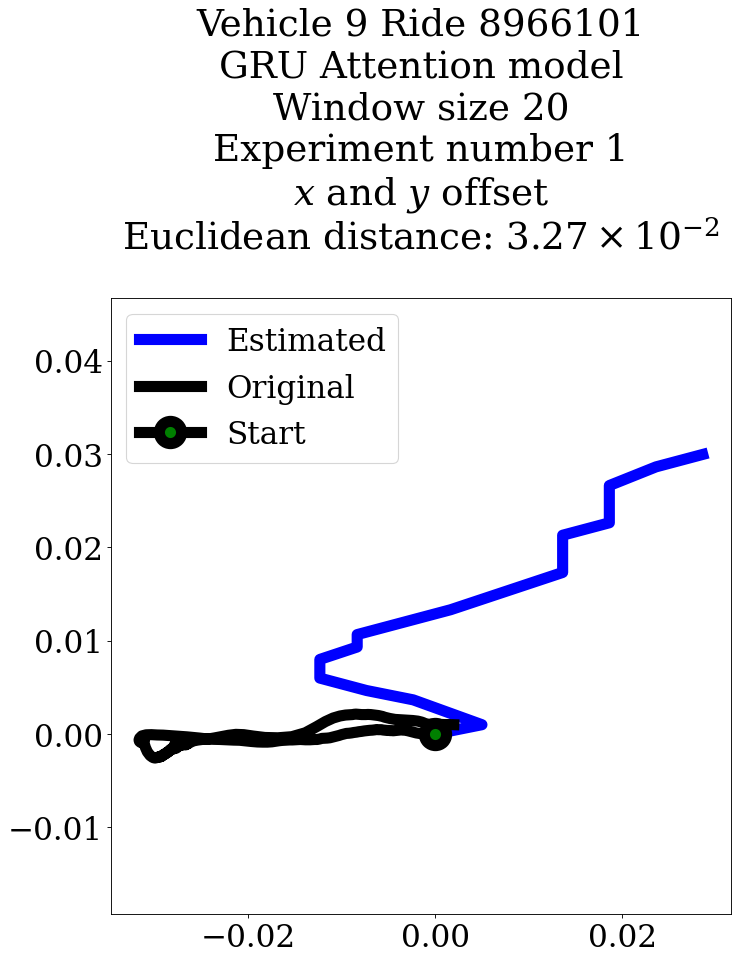 Vehicle 9 Ride 8966101
GRU Attention model
Window size 20
Experiment number 1
x and y offset
Euclidean distance: 3.27 × 10⁻²
Estimated
Original
Start
0.04
0.03
0.02
0.01
0.00
−0.01
−0.02
0.00
0.02